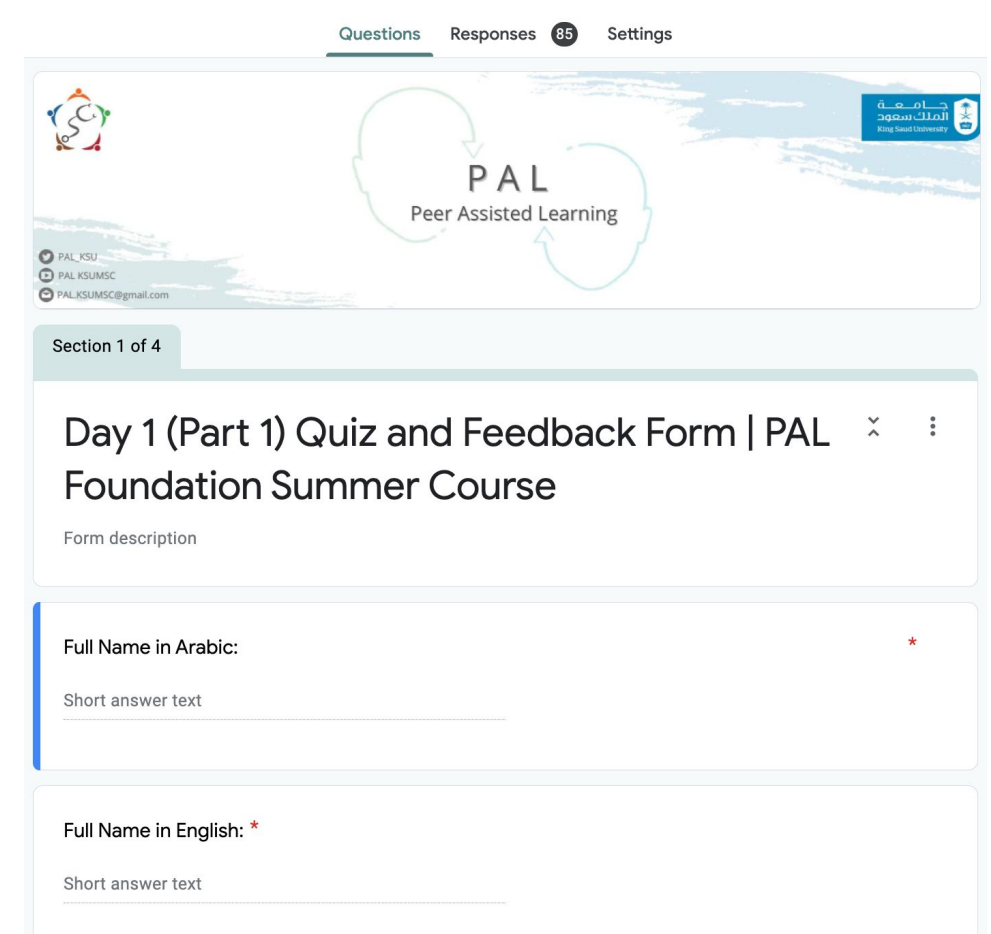 Questions Responses 85 Settings
جـــامـــعـــة
الملك سعود
King Saud University
P A L
Peer Assisted Learning
PAL_KSU
PAL KSUMSC
PAL.KSUMSC@gmail.com
Section 1 of 4
Day 1 (Part 1) Quiz and Feedback Form | PAL
Foundation Summer Course
Form description
Full Name in Arabic: *
Short answer text
Full Name in English: *
Short answer text